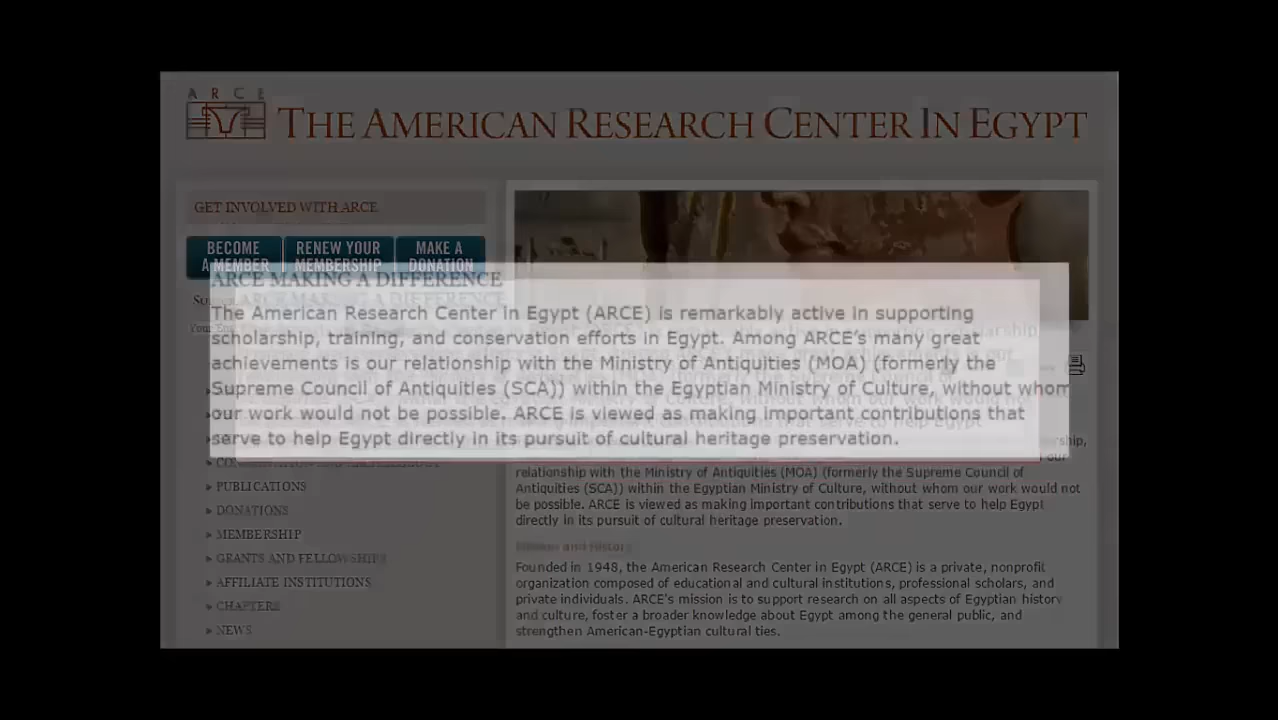 ARCE
THE AMERICAN RESEARCH CENTER IN EGYPT
GET INVOLVED WITH ARCE
BECOME A MEMBER
RENEW YOUR MEMBERSHIP
MAKE A DONATION
ARCE MAKING A DIFFERENCE
The American Research Center in Egypt (ARCE) is remarkably active in supporting
scholarship, training, and conservation efforts in Egypt. Among ARCE's many great
achievements is our relationship with the Ministry of Antiquities (MOA) (formerly the
Supreme Council of Antiquities (SCA)) within the Egyptian Ministry of Culture, without whom
our work would not be possible. ARCE is viewed as making important contributions that
serve to help Egypt directly in its pursuit of cultural heritage preservation.
» PUBLICATIONS
» DONATIONS
» MEMBERSHIP
» GRANTS AND FELLOWSHIPS
» AFFILIATE INSTITUTIONS
» CHAPTERS
» NEWS
relationship with the Ministry of Antiquities (MOA) (formerly the Supreme Council of
Antiquities (SCA)) within the Egyptian Ministry of Culture, without whom our work would not
be possible. ARCE is viewed as making important contributions that serve to help Egypt
directly in its pursuit of cultural heritage preservation.
Mission and History
Founded in 1948, the American Research Center in Egypt (ARCE) is a private, nonprofit
organization composed of educational and cultural institutions, professional scholars, and
private individuals. ARCE's mission is to support research on all aspects of Egyptian history
and culture, foster a broader knowledge about Egypt among the general public, and
strengthen American-Egyptian cultural ties.